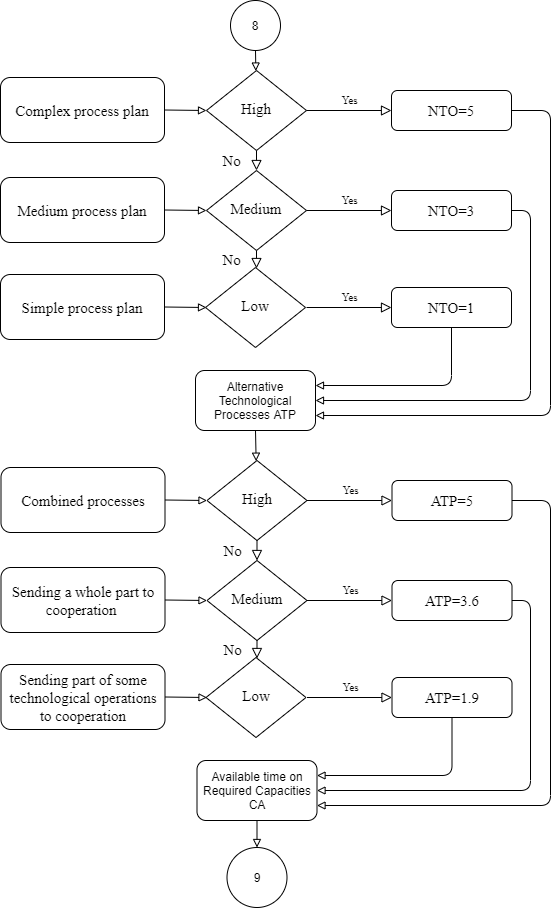 8
Complex process plan
High
Yes
NTO=5
No
Medium process plan
Medium
Yes
NTO=3
No
Simple process plan
Low
Yes
NTO=1
Alternative
Technological
Processes ATP
Combined processes
High
Yes
ATP=5
No
Sending a whole part to
cooperation
Medium
Yes
ATP=3.6
No
Sending part of some
technological operations
to cooperation
Low
Yes
ATP=1.9
Available time on
Required Capacities
CA
9